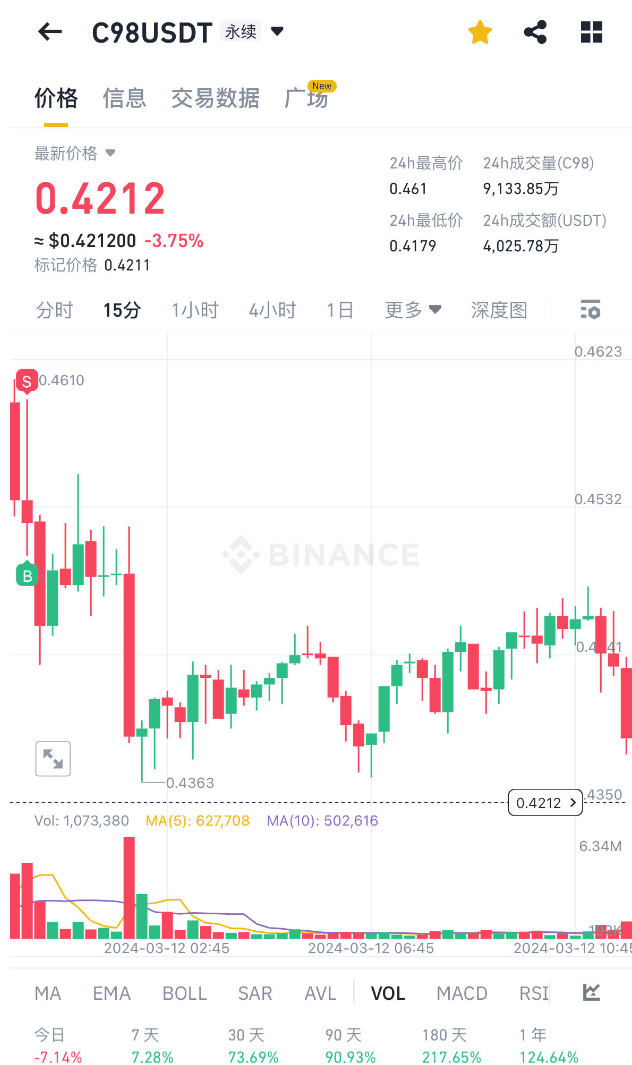 C98USDT 永续
价格 信息 交易数据 广场 New
最新价格
0.4212
≈ $0.421200 -3.75%
标记价格 0.4211
24h最高价 24h成交量(C98)
0.461 9,133.85万
24h最低价 24h成交额(USDT)
0.4179 4,025.78万
分时 15分 1小时 4小时 1日 更多 深度图
0.4623
S 0.4610
0.4532
BINANCE
B
0.4363
0.4350
0.4212
Vol: 1,073,380 MA(5): 627,708 MA(10): 502,616
6.34M
2024-03-12 02:45 2024-03-12 06:45 2024-03-12 10:45
MA EMA BOLL SAR AVL VOL MACD RSI
今日 7 天 30 天 90 天 180 天 1 年
-7.14% 7.28% 73.69% 90.93% 217.65% 124.64%